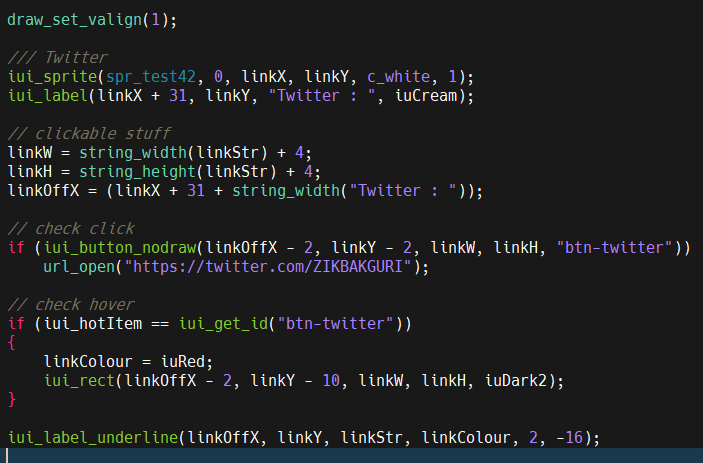 draw_set_valign(1);
/// Twitter
iui_sprite(spr_test42, 0, linkX, linkY, c_white, 1);
iui_label(linkX + 31, linkY, "Twitter : ", iuCream);
// clickable stuff
linkW = string_width(linkStr) + 4;
linkH = string_height(linkStr) + 4;
linkOffX = (linkX + 31 + string_width("Twitter : "));
// check click
if (iui_button_nodraw(linkOffX - 2, linkY - 2, linkW, linkH, "btn-twitter"))
    url_open("https://twitter.com/ZIKBAKGURI");
// check hover
if (iui_hotItem == iui_get_id("btn-twitter"))
{
    linkColour = iuRed;
    iui_rect(linkOffX - 2, linkY - 10, linkW, linkH, iuDark2);
}
iui_label_underline(linkOffX, linkY, linkStr, linkColour, 2, -16);